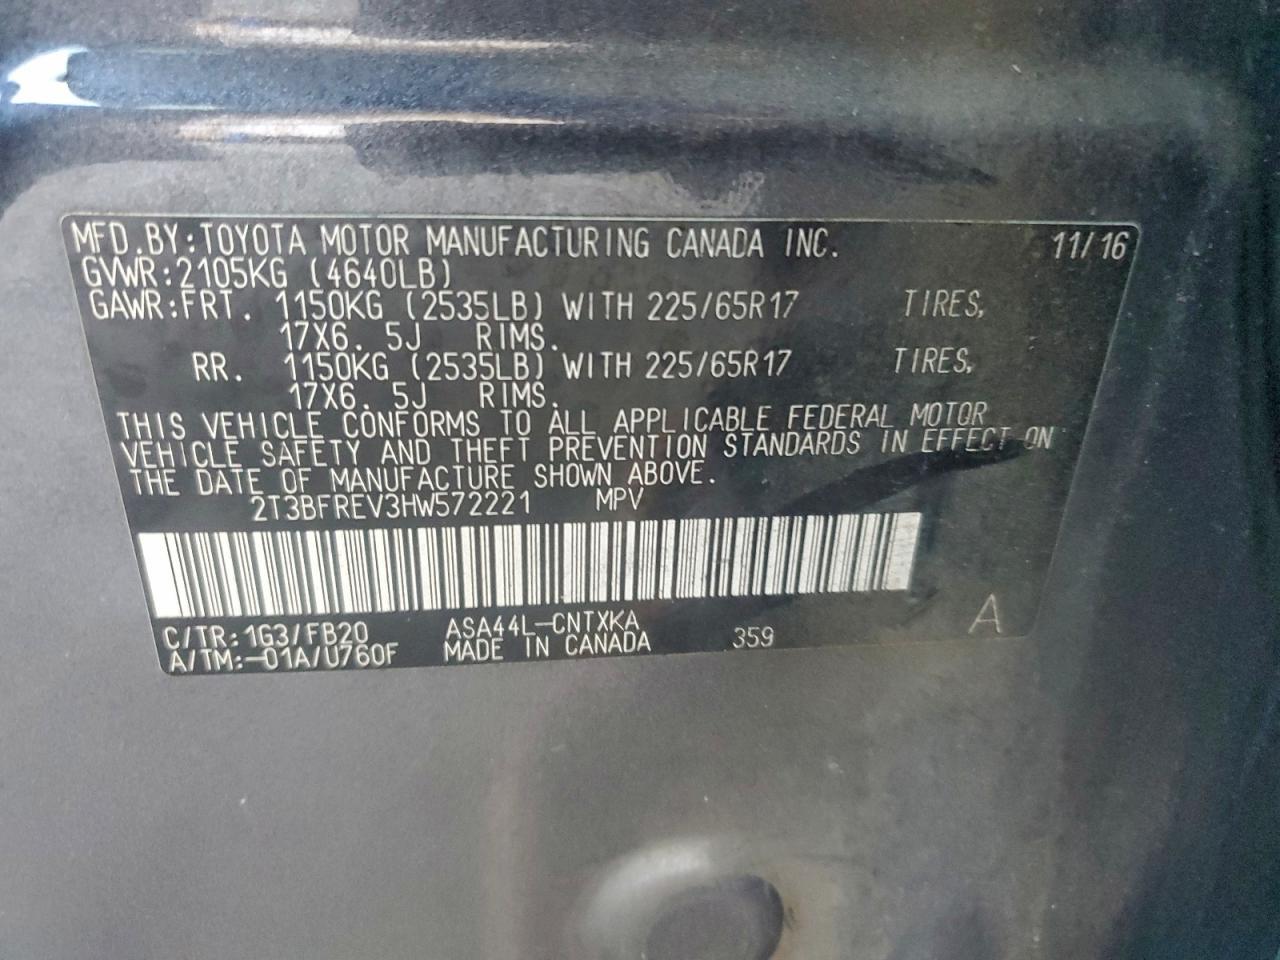 MFD.BY:TOYOTA MOTOR MANUFACTURING CANADA INC. 11/16
GVWR:2105KG (4640LB)
GAWR:FRT. 1150KG (2535LB) WITH 225/65R17 TIRES,
17X6.5J RIMS.
RR. 1150KG (2535LB) WITH 225/65R17 TIRES,
17X6.5J RIMS.
THIS VEHICLE CONFORMS TO ALL APPLICABLE FEDERAL MOTOR
VEHICLE SAFETY AND THEFT PREVENTION STANDARDS IN EFFECT ON
THE DATE OF MANUFACTURE SHOWN ABOVE.
2T3BFREV3HW572221 MPV
C/TR:1G3/FB20 ASA44L-CNTXKA 359 A
A/TM:-01A/U760F MADE IN CANADA